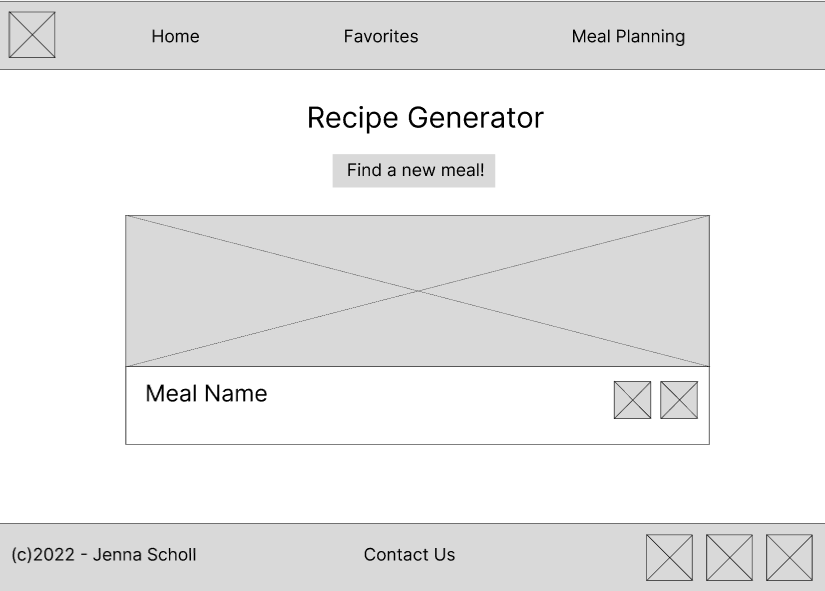 Home Favorites Meal Planning
Recipe Generator
Find a new meal!
Meal Name
(c)2022 - Jenna Scholl Contact Us